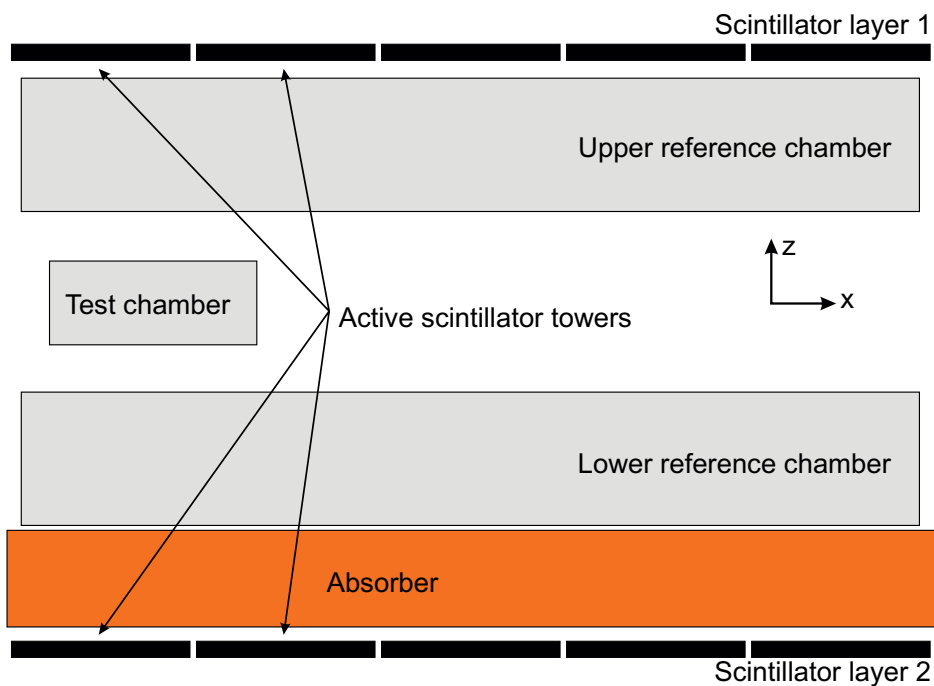 Scintillator layer 1
Upper reference chamber
z
Test chamber
x
Active scintillator towers
Lower reference chamber
Absorber
Scintillator layer 2